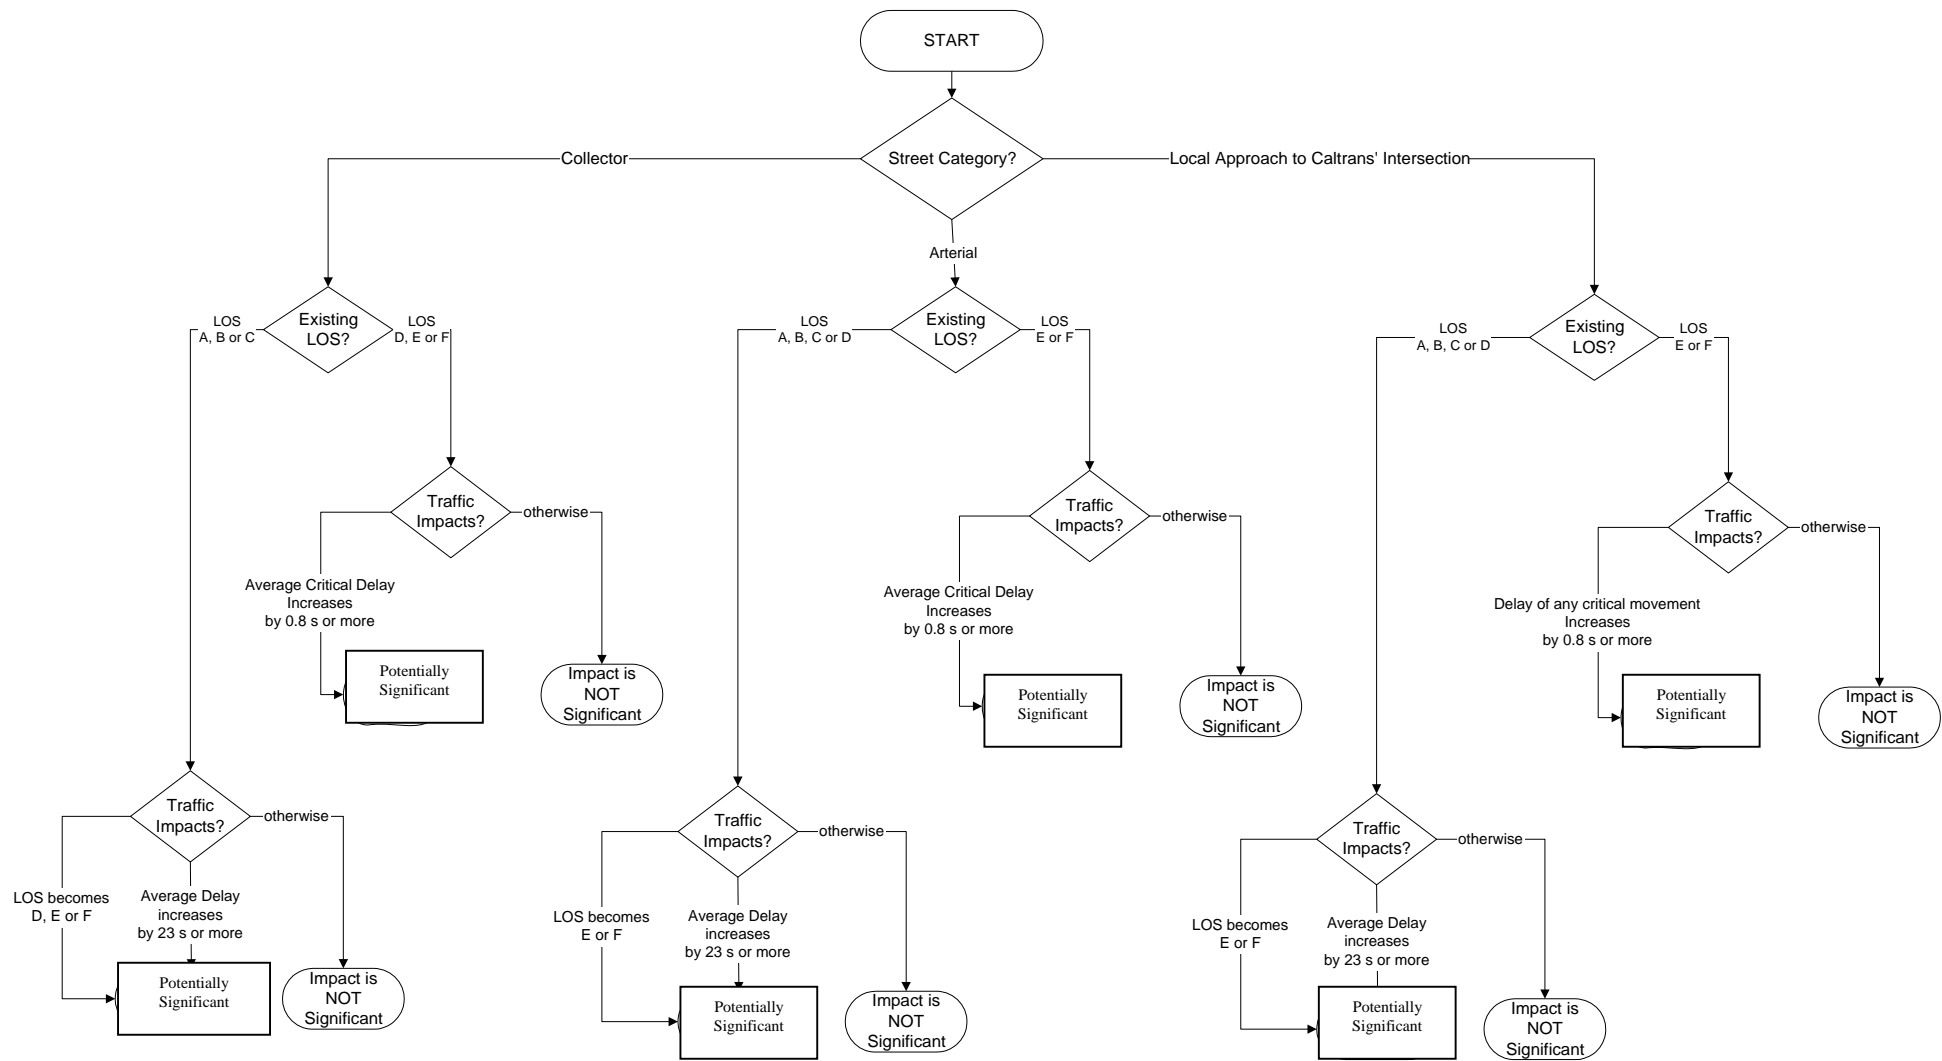 START
Street Category?
Collector
Local Approach to Caltrans' Intersection
Arterial
Existing
LOS?
LOS
A, B or C
LOS
D, E or F
Traffic
Impacts?
otherwise
Average Critical Delay
Increases
by 0.8 s or more
Potentially
Significant
Impact is
NOT
Significant
Traffic
Impacts?
otherwise
LOS becomes
D, E or F
Average Delay
increases
by 23 s or more
Potentially
Significant
Impact is
NOT
Significant
Existing
LOS?
LOS
A, B, C or D
LOS
E or F
Traffic
Impacts?
otherwise
Average Critical Delay
Increases
by 0.8 s or more
Potentially
Significant
Impact is
NOT
Significant
Traffic
Impacts?
otherwise
LOS becomes
E or F
Average Delay
increases
by 23 s or more
Potentially
Significant
Impact is
NOT
Significant
Existing
LOS?
LOS
A, B, C or D
LOS
E or F
Traffic
Impacts?
otherwise
Delay of any critical movement
Increases
by 0.8 s or more
Potentially
Significant
Impact is
NOT
Significant
Traffic
Impacts?
otherwise
LOS becomes
E or F
Average Delay
increases
by 23 s or more
Potentially
Significant
Impact is
NOT
Significant